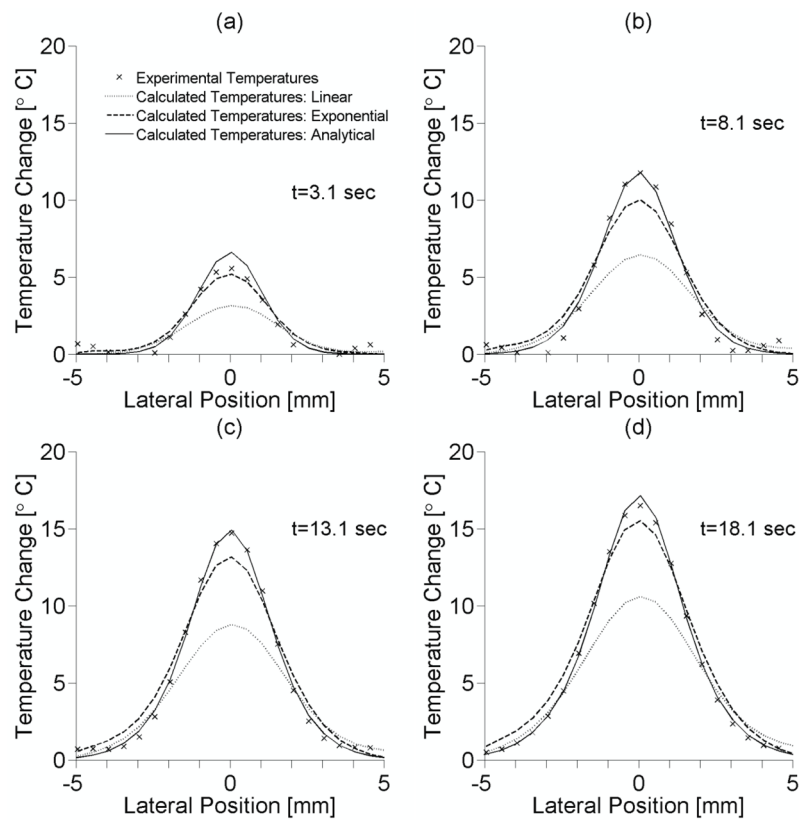 (a)
Temperature Change [° C]
20
15
10
5
0
× Experimental Temperatures
Calculated Temperatures: Linear
Calculated Temperatures: Exponential
Calculated Temperatures: Analytical
t=3.1 sec
-5 0 5
Lateral Position [mm]
(b)
Temperature Change [° C]
20
15
10
5
0
t=8.1 sec
-5 0 5
Lateral Position [mm]
(c)
Temperature Change [° C]
20
15
10
5
0
t=13.1 sec
-5 0 5
Lateral Position [mm]
(d)
Temperature Change [° C]
20
15
10
5
0
t=18.1 sec
-5 0 5
Lateral Position [mm]